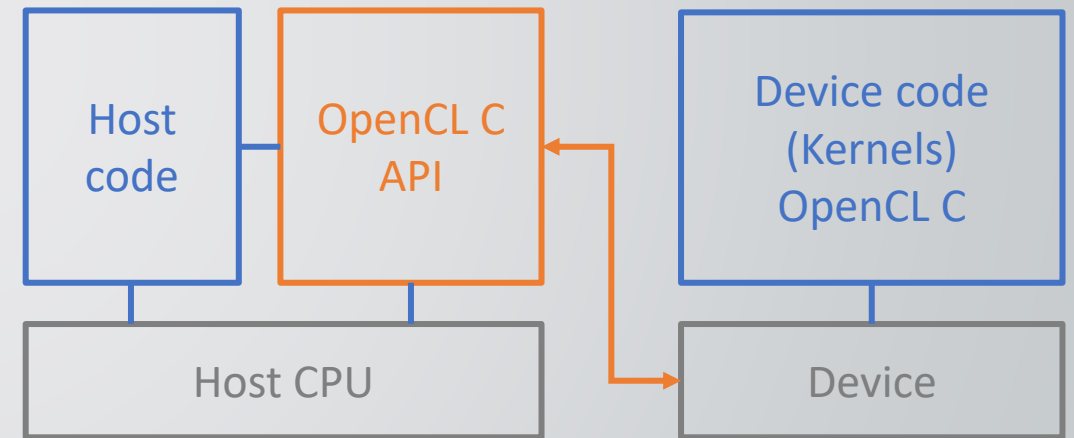 Host
code
OpenCL C
API
Device code
(Kernels)
OpenCL C
Host CPU
Device